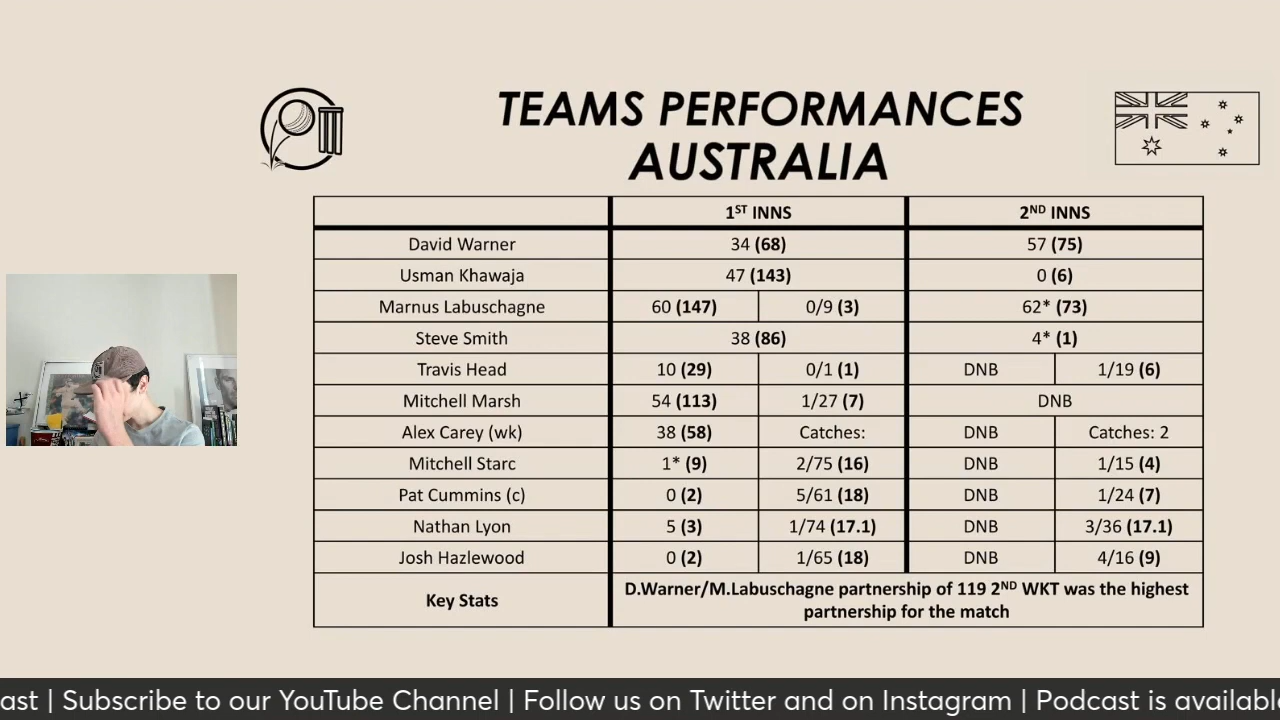 TEAMS PERFORMANCES
AUSTRALIA
1ST INNS 2ND INNS
David Warner 34 (68) 57 (75)
Usman Khawaja 47 (143) 0 (6)
Marnus Labuschagne 60 (147) 0/9 (3) 62* (73)
Steve Smith 38 (86) 4* (1)
Travis Head 10 (29) 0/1 (1) DNB 1/19 (6)
Mitchell Marsh 54 (113) 1/27 (7) DNB
Alex Carey (wk) 38 (58) Catches: DNB Catches: 2
Mitchell Starc 1* (9) 2/75 (16) DNB 1/15 (4)
Pat Cummins (c) 0 (2) 5/61 (18) DNB 1/24 (7)
Nathan Lyon 5 (3) 1/74 (17.1) DNB 3/36 (17.1)
Josh Hazlewood 0 (2) 1/65 (18) DNB 4/16 (9)
Key Stats D.Warner/M.Labuschagne partnership of 119 2ND WKT was the highest
partnership for the match
ast | Subscribe to our YouTube Channel | Follow us on Twitter and on Instagram | Podcast is availabl